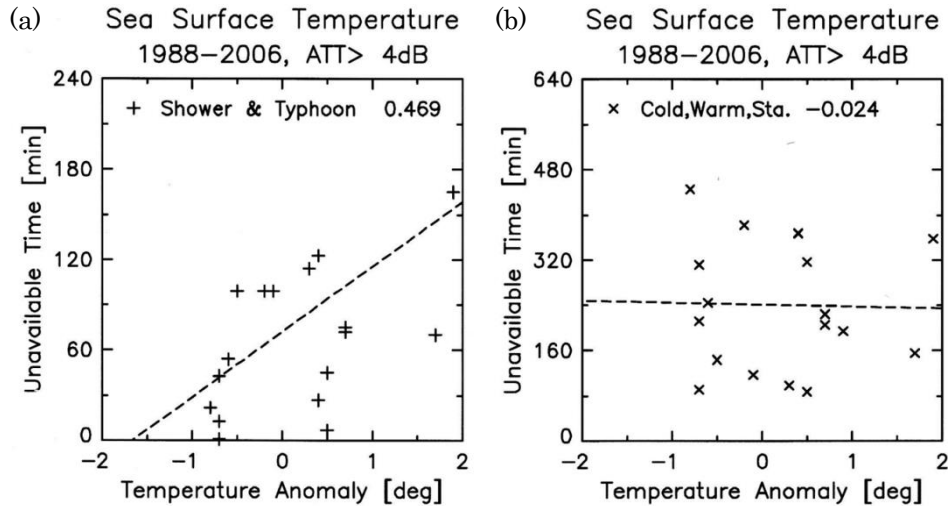 (a)
Sea Surface Temperature
1988-2006, ATT> 4dB
+ Shower & Typhoon 0.469
Unavailable Time [min]
240
180
120
60
0
-2
-1
0
1
2
Temperature Anomaly [deg]
(b)
Sea Surface Temperature
1988-2006, ATT> 4dB
× Cold,Warm,Sta. -0.024
Unavailable Time [min]
640
480
320
160
0
-2
-1
0
1
2
Temperature Anomaly [deg]